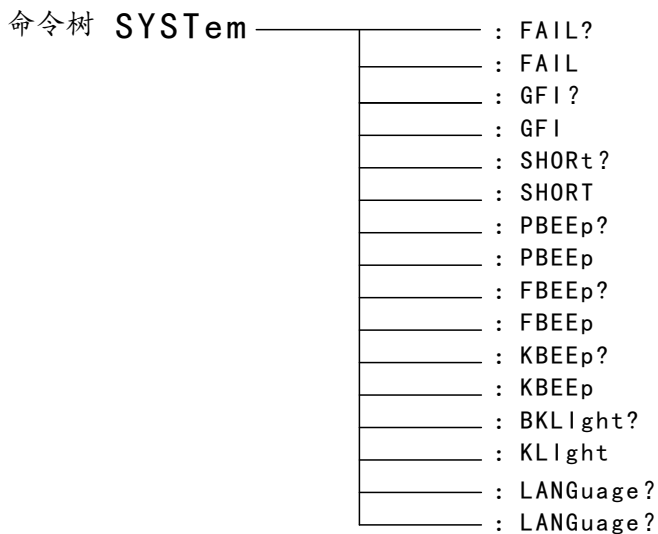 命令树 SYSTem : FAIL?
: FAIL
: GFI?
: GFI
: SHORt?
: SHORT
: PBEEp?
: PBEEp
: FBEEp?
: FBEEp
: KBEEp?
: KBEEp
: BKLIght?
: KLIght
: LANGuage?
: LANGuage?